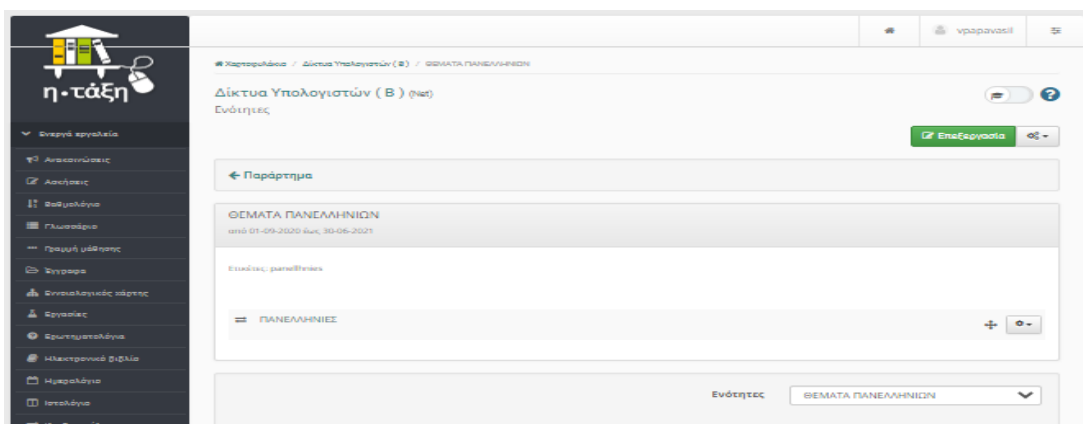 η·τάξη
vpapavasil
Χαρτοφυλάκιο / Δίκτυα Υπολογιστών ( Β ) / ΘΕΜΑΤΑ ΠΑΝΕΛΛΗΝΙΩΝ
Δίκτυα Υπολογιστών ( Β ) (Net)
Ενότητες
Επεξεργασία
Ενεργά εργαλεία
Ανακοινώσεις
Ασκήσεις
Βαθμολόγιο
Γλωσσάριο
Γραμμή μάθησης
Έγγραφα
Εννοιολογικός χάρτης
Εργασίες
Ερωτηματολόγια
Ηλεκτρονικό βιβλίο
Ημερολόγιο
Ιστολόγιο
Παράρτημα
ΘΕΜΑΤΑ ΠΑΝΕΛΛΗΝΙΩΝ
από 01-09-2020 έως 30-06-2021
Ετικέτες: panellhnies
ΠΑΝΕΛΛΗΝΙΕΣ
Ενότητες ΘΕΜΑΤΑ ΠΑΝΕΛΛΗΝΙΩΝ